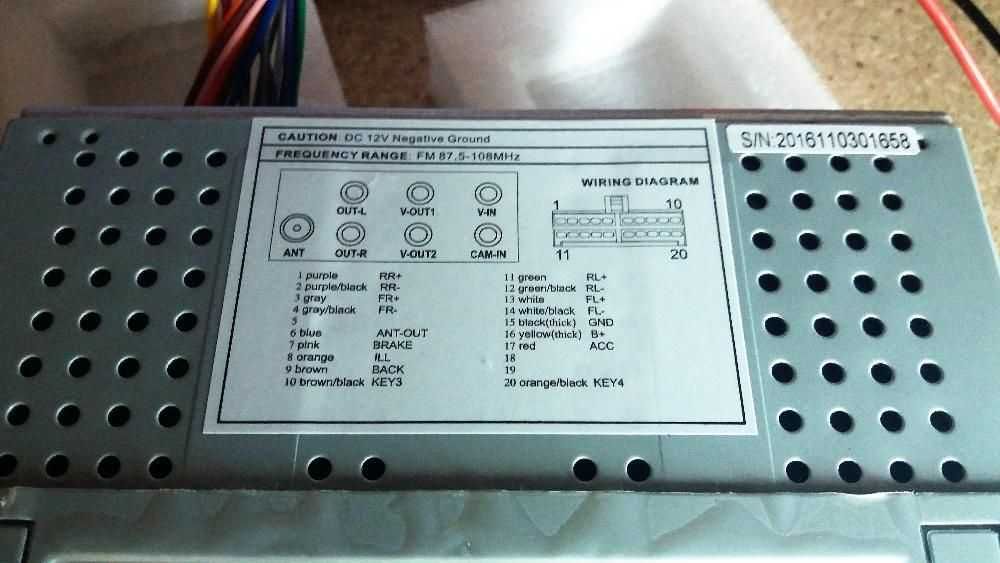 CAUTION: DC 12V Negative Ground
S/N:2016110301658
FREQUENCY RANGE: FM 87.5-108MHz
WIRING DIAGRAM
OUT-L V-OUT1 V-IN
ANT OUT-R V-OUT2 CAM-IN
1 10
11 20
1 purple RR+
2 purple/black RR-
3 gray FR+
4 gray/black FR-
5
6 blue ANT-OUT
7 pink BRAKE
8 orange ILL
9 brown BACK
10 brown/black KEY3
11 green RL+
12 green/black RL-
13 white FL+
14 white/black FL-
15 black(thick) GND
16 yellow(thick) B+
17 red ACC
18
19
20 orange/black KEY4